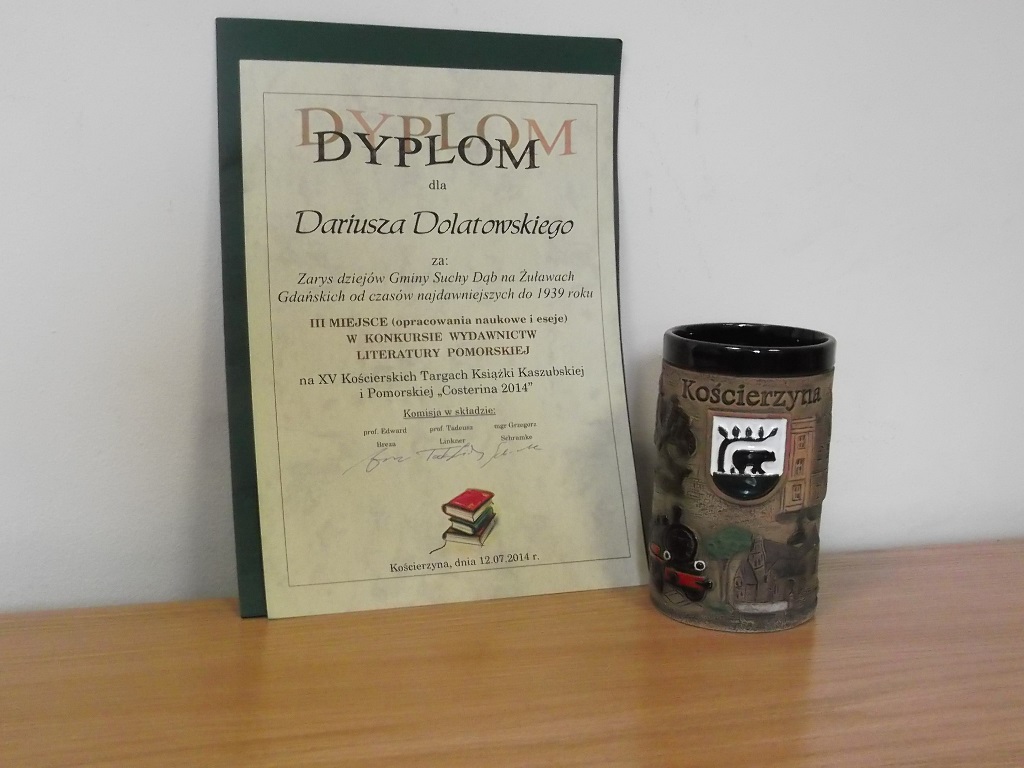 DYPLOM
DYPLOM
dla
Dariusza Dolatowskiego
za:
Zarys dziejów Gminy Suchy Dąb na Żuławach
Gdańskich od czasów najdawniejszych do 1939 roku
III MIEJSCE (opracowania naukowe i eseje)
W KONKURSIE WYDAWNICTW
LITERATURY POMORSKIEJ
na XV Kościerskich Targach Książki Kaszubskiej
i Pomorskiej „Costerina 2014”
Komisja w składzie:
prof. Edward prof. Tadeusz mgr Grzegorz
Breza Linkner Schramke
Kościerzyna, dnia 12.07.2014 r.
Kościerzyna